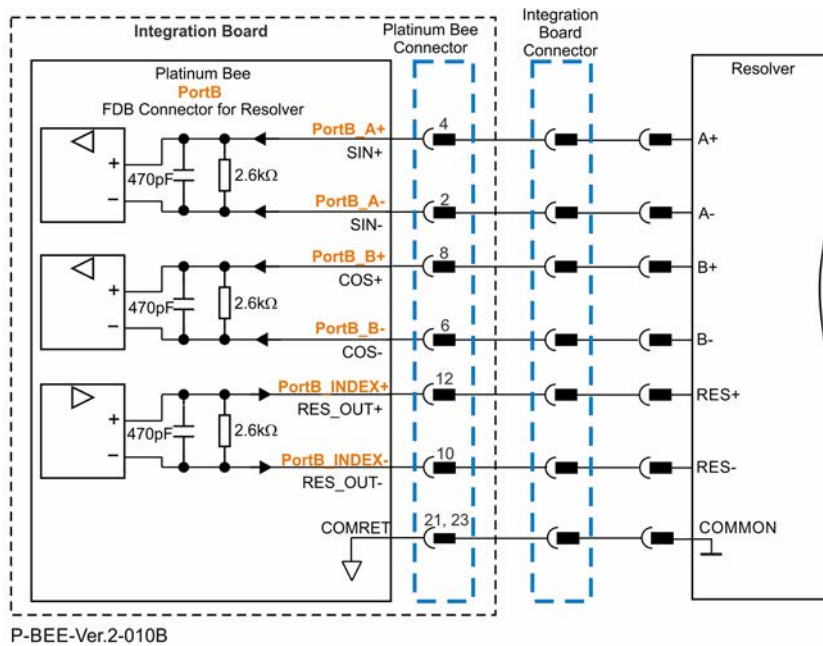 Integration Board
Platinum Bee
Connector
Integration
Board
Connector
Platinum Bee
PortB
FDB Connector for Resolver
Resolver
PortB_A+
4
SIN+
A+
+
470pF
2.6kΩ
−
PortB_A-
2
SIN-
A-
PortB_B+
8
COS+
B+
+
470pF
2.6kΩ
−
PortB_B-
6
COS-
B-
PortB_INDEX+
12
RES_OUT+
RES+
+
470pF
2.6kΩ
−
PortB_INDEX-
10
RES_OUT-
RES-
COMRET
21, 23
COMMON
P-BEE-Ver.2-010B